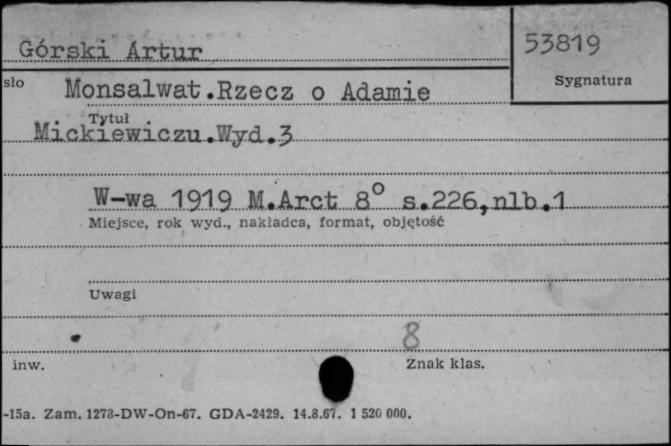 Górski Artur
53819
Sygnatura
sło
Monsalwat.Rzecz o Adamie
Tytuł
Mickiewiczu.Wyd.3
W-wa 1919 M.Arct 8° s.226,nlb.1
Miejsce, rok wyd., nakładca, format, objętość
Uwagi
8
inw.
Znak klas.
-15a. Zam. 1273-DW-On-67. GDA-2429. 14.8.67. 1 520 000.